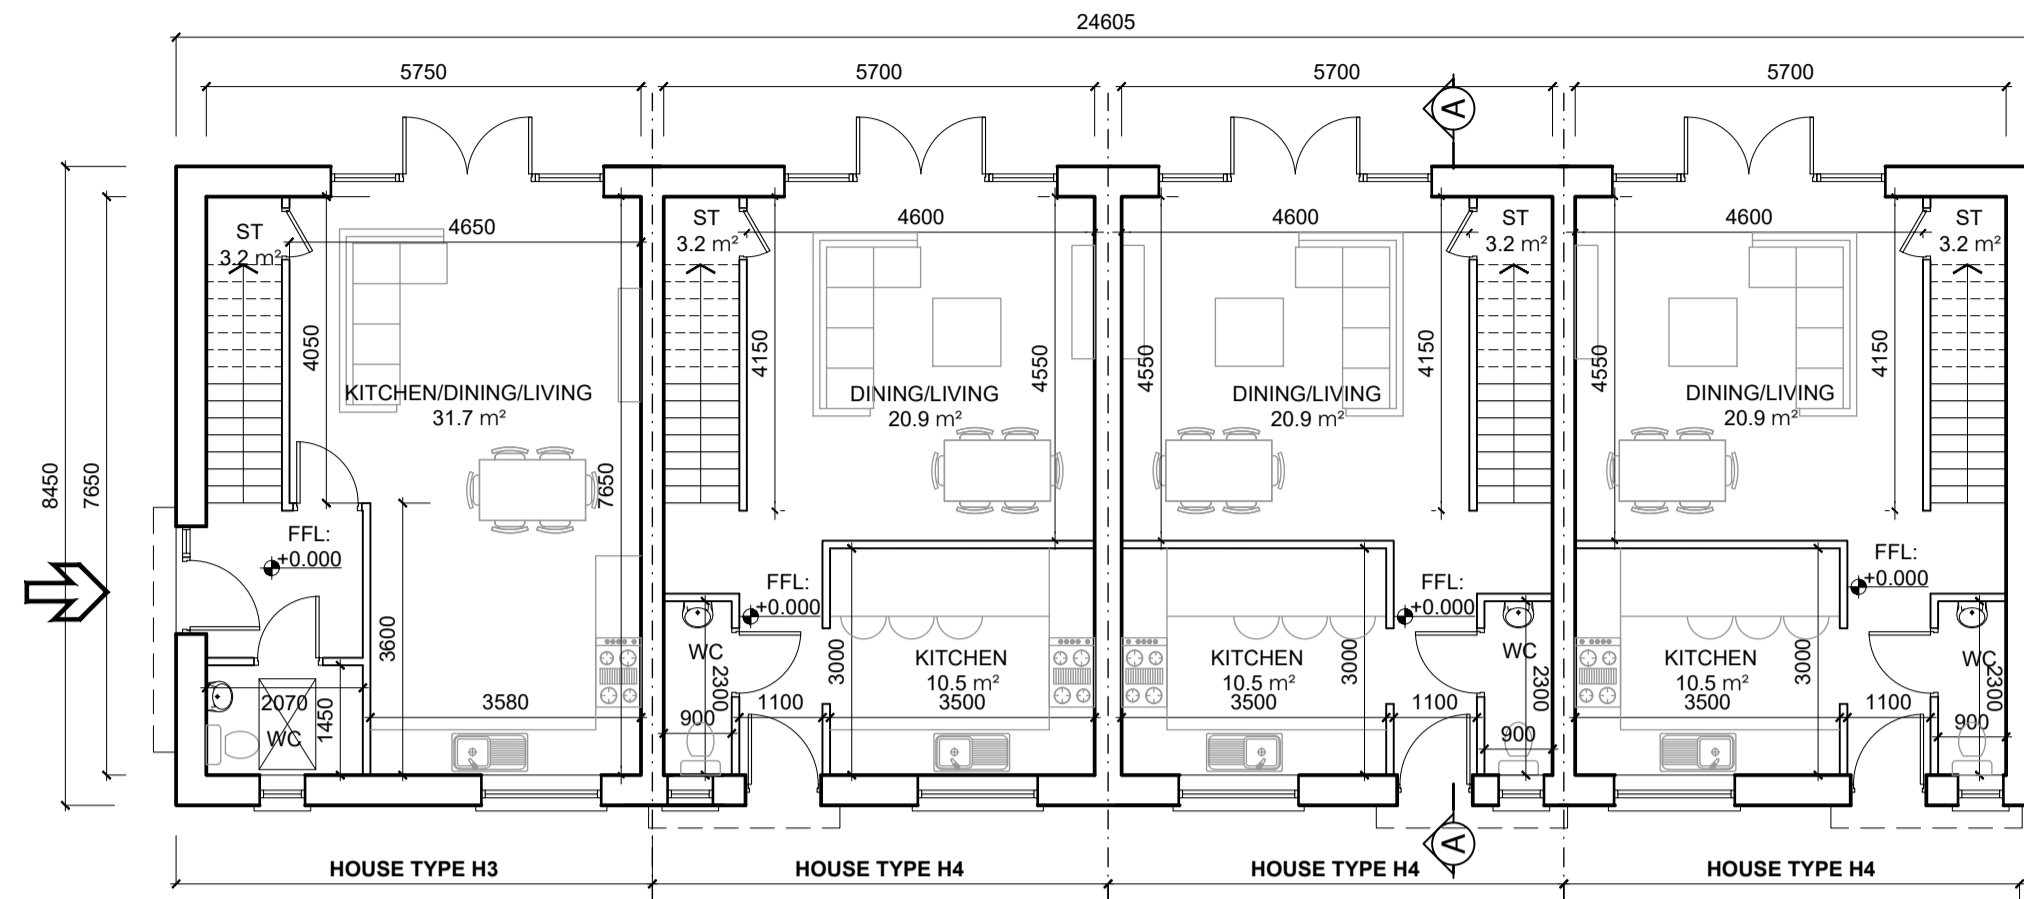 24605
5750
5700
5700
5700
A
ST
3.2 m²
4650
ST
3.2 m²
4600
4600
ST
3.2 m²
4600
ST
3.2 m²
4050
4150
4550
4550
4150
4550
4150
KITCHEN/DINING/LIVING
31.7 m²
DINING/LIVING
20.9 m²
DINING/LIVING
20.9 m²
DINING/LIVING
20.9 m²
8450
7650
7650
FFL:
+0.000
FFL:
+0.000
FFL:
+0.000
FFL:
+0.000
3600
WC
2300
3000
KITCHEN
10.5 m²
3500
KITCHEN
10.5 m²
3500
3000
WC
2300
KITCHEN
10.5 m²
3500
3000
WC
2300
2070
WC
1450
3580
900
1100
1100
900
1100
900
A
HOUSE TYPE H3
HOUSE TYPE H4
HOUSE TYPE H4
HOUSE TYPE H4